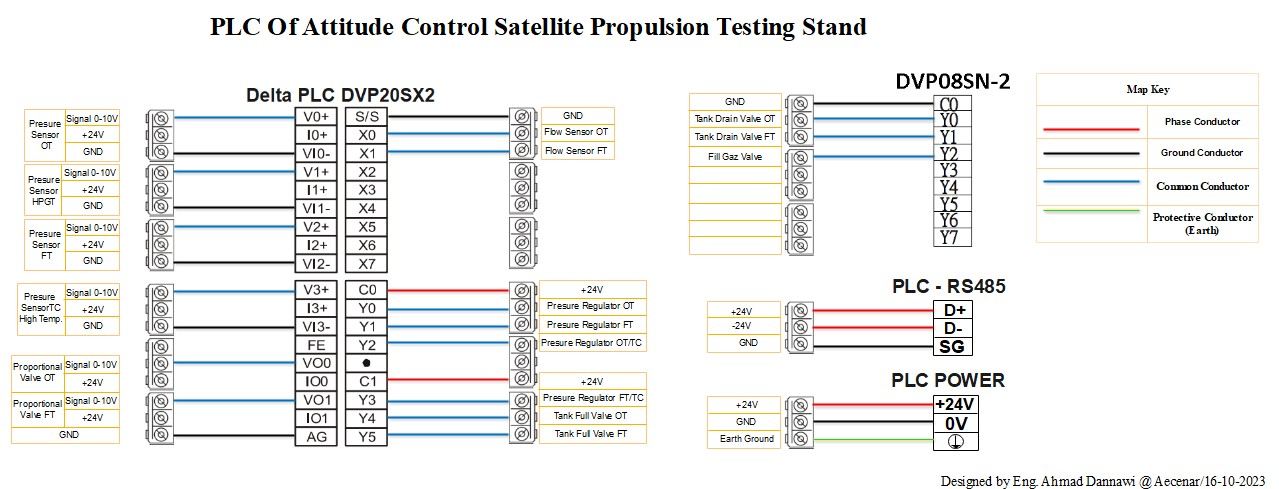 PLC Of Attitude Control Satellite Propulsion Testing Stand
Delta PLC DVP20SX2
Presure
Sensor
OT
Signal 0-10V
+24V
GND
Presure
Sensor
HPGT
Signal 0-10V
+24V
GND
Presure
Sensor
FT
Signal 0-10V
+24V
GND
Presure
SensorTC
High Temp.
Signal 0-10V
+24V
GND
Proportional
Valve OT
Signal 0-10V
+24V
Proportional
Valve FT
Signal 0-10V
+24V
GND
V0+
I0+
VI0-
V1+
I1+
VI1-
V2+
I2+
VI2-
V3+
I3+
VI3-
FE
VO0
IO0
VO1
IO1
AG
S/S
X0
X1
X2
X3
X4
X5
X6
X7
C0
Y0
Y1
Y2
C1
Y3
Y4
Y5
GND
Flow Sensor OT
Flow Sensor FT
+24V
Presure Regulator OT
Presure Regulator FT
Presure Regulator OT/TC
+24V
Presure Regulator FT/TC
Tank Full Valve OT
Tank Full Valve FT
DVP08SN-2
GND
Tank Drain Valve OT
Tank Drain Valve FT
Fill Gaz Valve
C0
Y0
Y1
Y2
Y3
Y4
Y5
Y6
Y7
PLC - RS485
+24V
-24V
GND
D+
D-
SG
PLC POWER
+24V
GND
Earth Ground
+24V
0V
Map Key
Phase Conductor
Ground Conductor
Common Conductor
Protective Conductor
(Earth)
Designed by Eng. Ahmad Dannawi @ Aecenar/16-10-2023